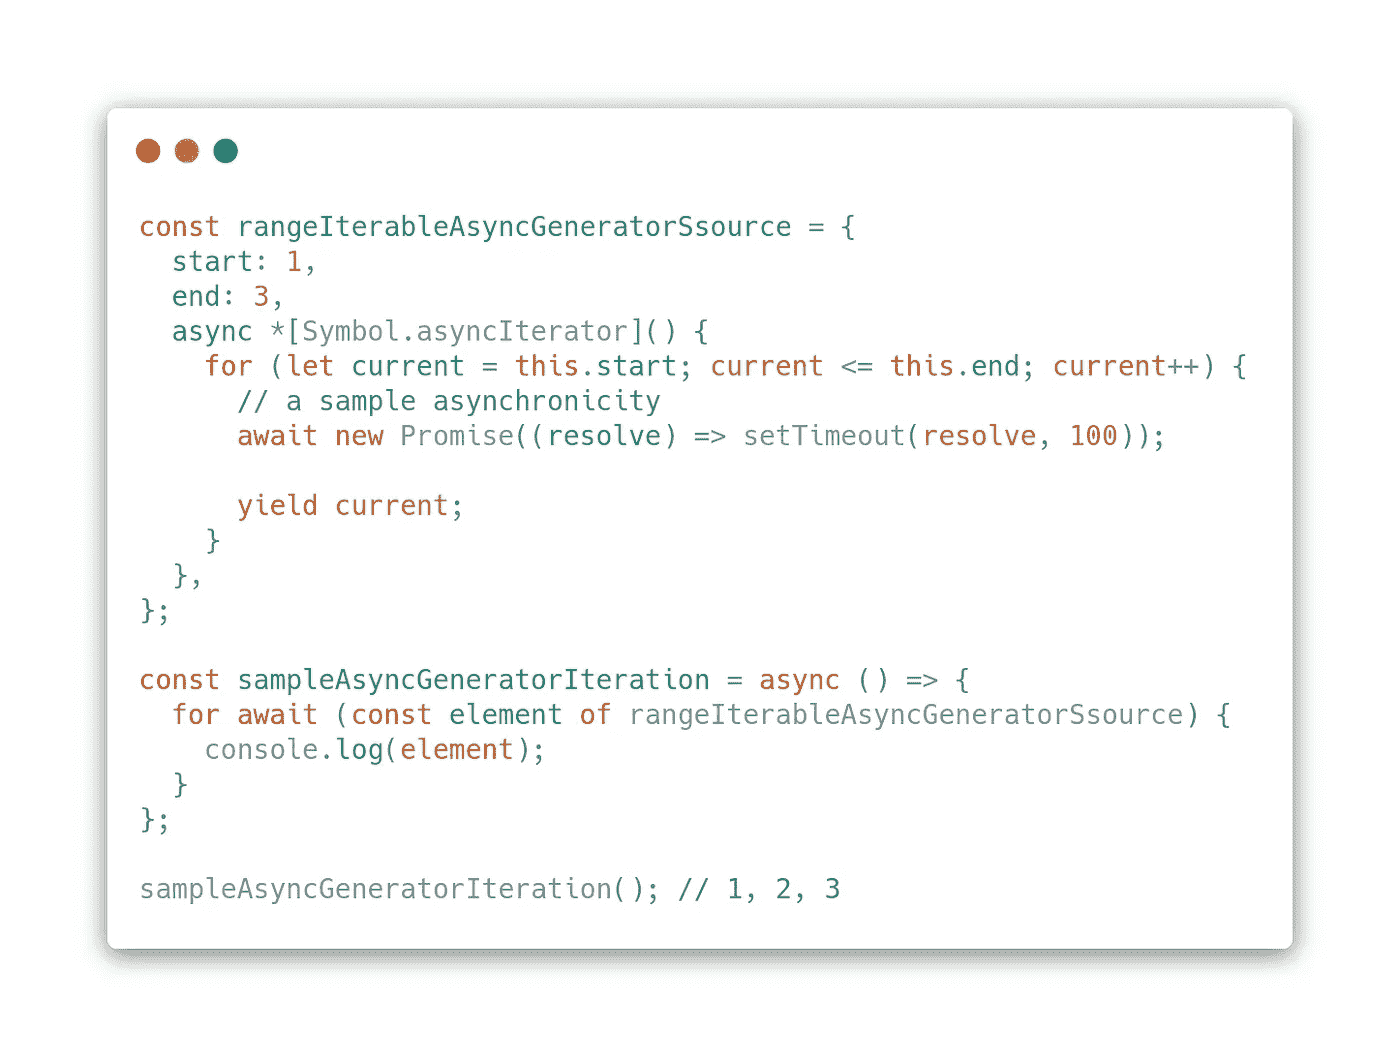 const rangeIterableAsyncGeneratorSsource = {
  start: 1,
  end: 3,
  async *[Symbol.asyncIterator]() {
    for (let current = this.start; current <= this.end; current++) {
      // a sample asynchronicity
      await new Promise((resolve) => setTimeout(resolve, 100));

      yield current;
    }
  },
};

const sampleAsyncGeneratorIteration = async () => {
  for await (const element of rangeIterableAsyncGeneratorSsource) {
    console.log(element);
  }
};

sampleAsyncGeneratorIteration(); // 1, 2, 3